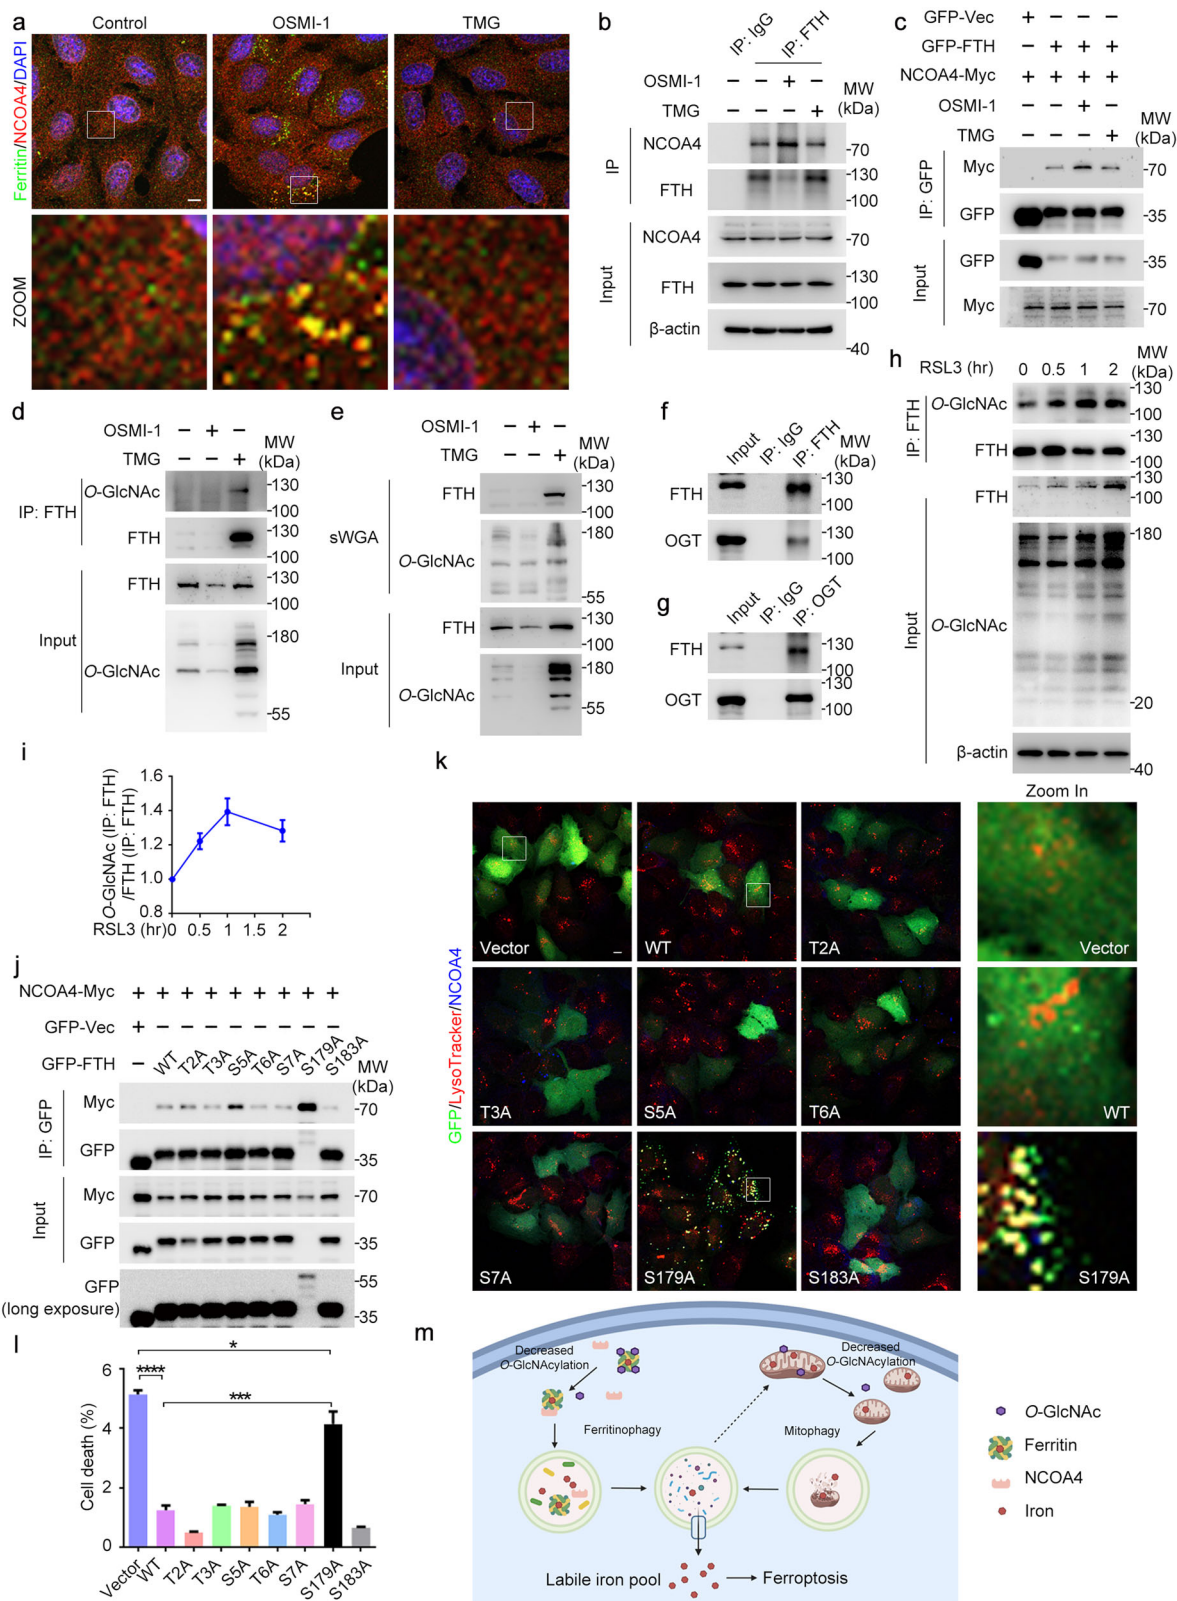 a
Control
OSMI-1
TMG
Ferritin/NCOA4/DAPI
ZOOM
b
IP: IgG
IP: FTH
OSMI-1 − − + −
TMG − − − +
MW
(kDa)
IP
NCOA4
-70
FTH
-130
-100
Input
NCOA4
-70
FTH
-130
-100
β-actin
-40
c
GFP-Vec + − − −
GFP-FTH − + + +
NCOA4-Myc + + + +
OSMI-1 − − + −
TMG − − − +
MW
(kDa)
IP: GFP
Myc
-70
GFP
-35
Input
GFP
-35
Myc
-70
d
OSMI-1 − + −
TMG − − +
MW
(kDa)
IP: FTH
O-GlcNAc
-130
-100
FTH
-130
-100
Input
FTH
-130
-100
O-GlcNAc
-180
-55
e
OSMI-1 − + −
TMG − − +
MW
(kDa)
sWGA
FTH
-130
-100
O-GlcNAc
-180
-55
Input
FTH
-130
-100
O-GlcNAc
-180
-55
f
Input
IP: IgG
IP: FTH
MW
(kDa)
FTH
-130
-100
OGT
-130
-100
g
Input
IP: IgG
IP: OGT
FTH
-130
-100
OGT
-130
-100
h
RSL3 (hr) 0 0.5 1 2
MW
(kDa)
IP: FTH
O-GlcNAc
-130
-100
FTH
-130
-100
Input
FTH
-130
-100
O-GlcNAc
-180
-20
β-actin
-40
i
O-GlcNAc (IP: FTH)
/FTH (IP: FTH)
1.6
1.4
1.2
1.0
0.8
RSL3 (hr) 0 0.5 1 1.5 2
j
NCOA4-Myc + + + + + + + + +
GFP-Vec + − − − − − − − −
GFP-FTH − WT T2A T3A S5A T6A S7A S179A S183A
MW
(kDa)
IP: GFP
Myc
-70
GFP
-35
Input
Myc
-70
GFP
-35
GFP
(long exposure)
-55
-35
k
GFP/LysoTracker/NCOA4
Zoom In
Vector
WT
T2A
Vector
T3A
S5A
T6A
WT
S7A
S179A
S183A
S179A
l
Cell death (%)
6
4
2
0
*
****
***
Vector
WT
T2A
T3A
S5A
T6A
S7A
S179A
S183A
m
Decreased
O-GlcNAcylation
Decreased
O-GlcNAcylation
Ferritinophagy
Mitophagy
Labile iron pool
Ferroptosis
O-GlcNAc
Ferritin
NCOA4
Iron